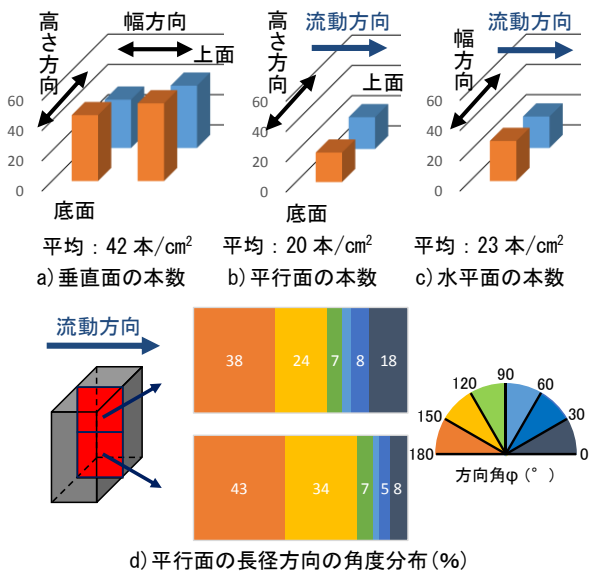 高さ方向
幅方向
上面
60
40
20
0
底面
平均：42 本/cm²
a)垂直面の本数
流動方向
高さ方向
上面
60
40
20
0
底面
平均：20 本/cm²
b)平行面の本数
流動方向
幅方向
60
40
20
0
平均：23 本/cm²
c)水平面の本数
流動方向
38 24 7 8 18
43 34 7 5 8
90
120 60
150 30
180 0
方向角φ(°)
d)平行面の長径方向の角度分布(%)